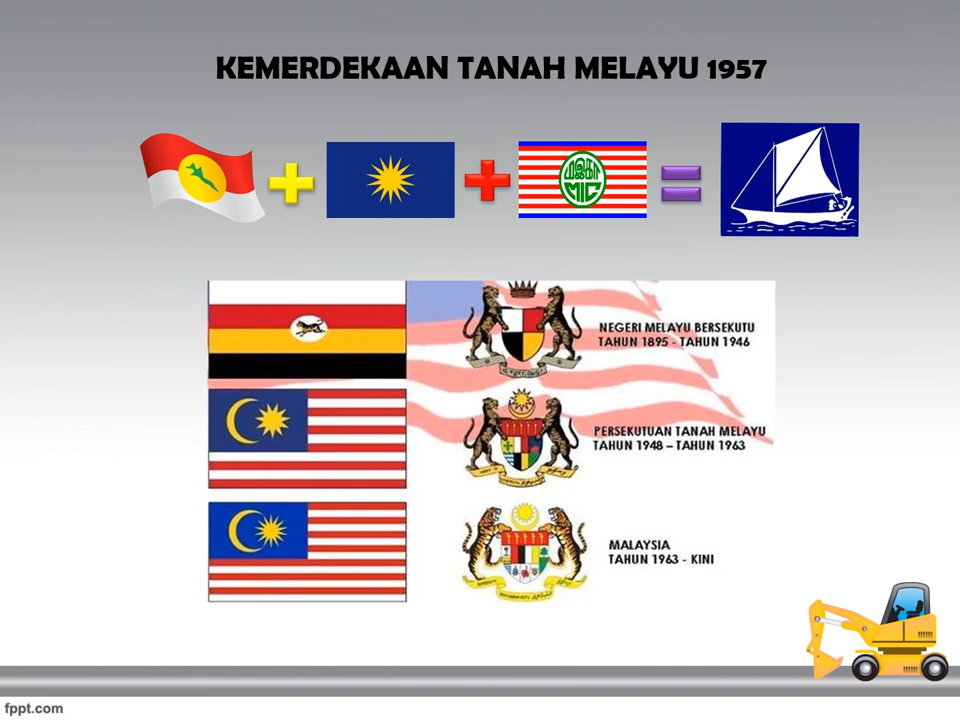 KEMERDEKAAN TANAH MELAYU 1957
மஇகா
MIC
NEGERI MELAYU BERSEKUTU
TAHUN 1895 - TAHUN 1946
PERSEKUTUAN TANAH MELAYU
TAHUN 1948 – TAHUN 1963
MALAYSIA
TAHUN 1963 - KINI
fppt.com